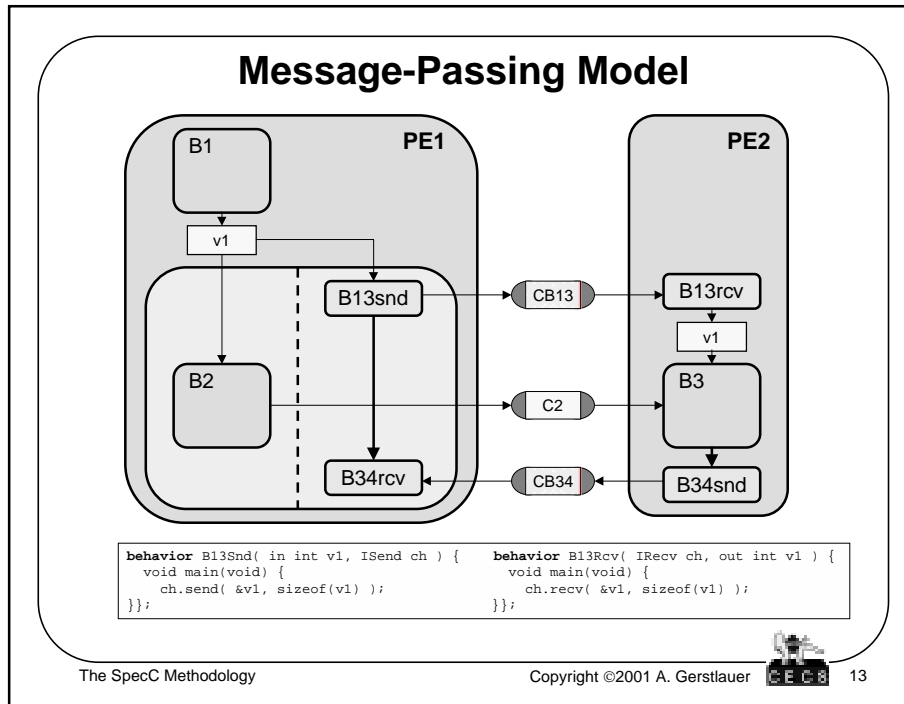 Message-Passing Model
B1
PE1
PE2
v1
B13snd
CB13
B13rcv
v1
B2
C2
B3
B34rcv
CB34
B34snd
behavior B13Snd( in int v1, ISend ch ) {
void main(void) {
ch.send( &v1, sizeof(v1) );
}};
behavior B13Rcv( IRecv ch, out int v1 ) {
void main(void) {
ch.recv( &v1, sizeof(v1) );
}};
The SpecC Methodology
Copyright ©2001 A. Gerstlauer
CECS
13